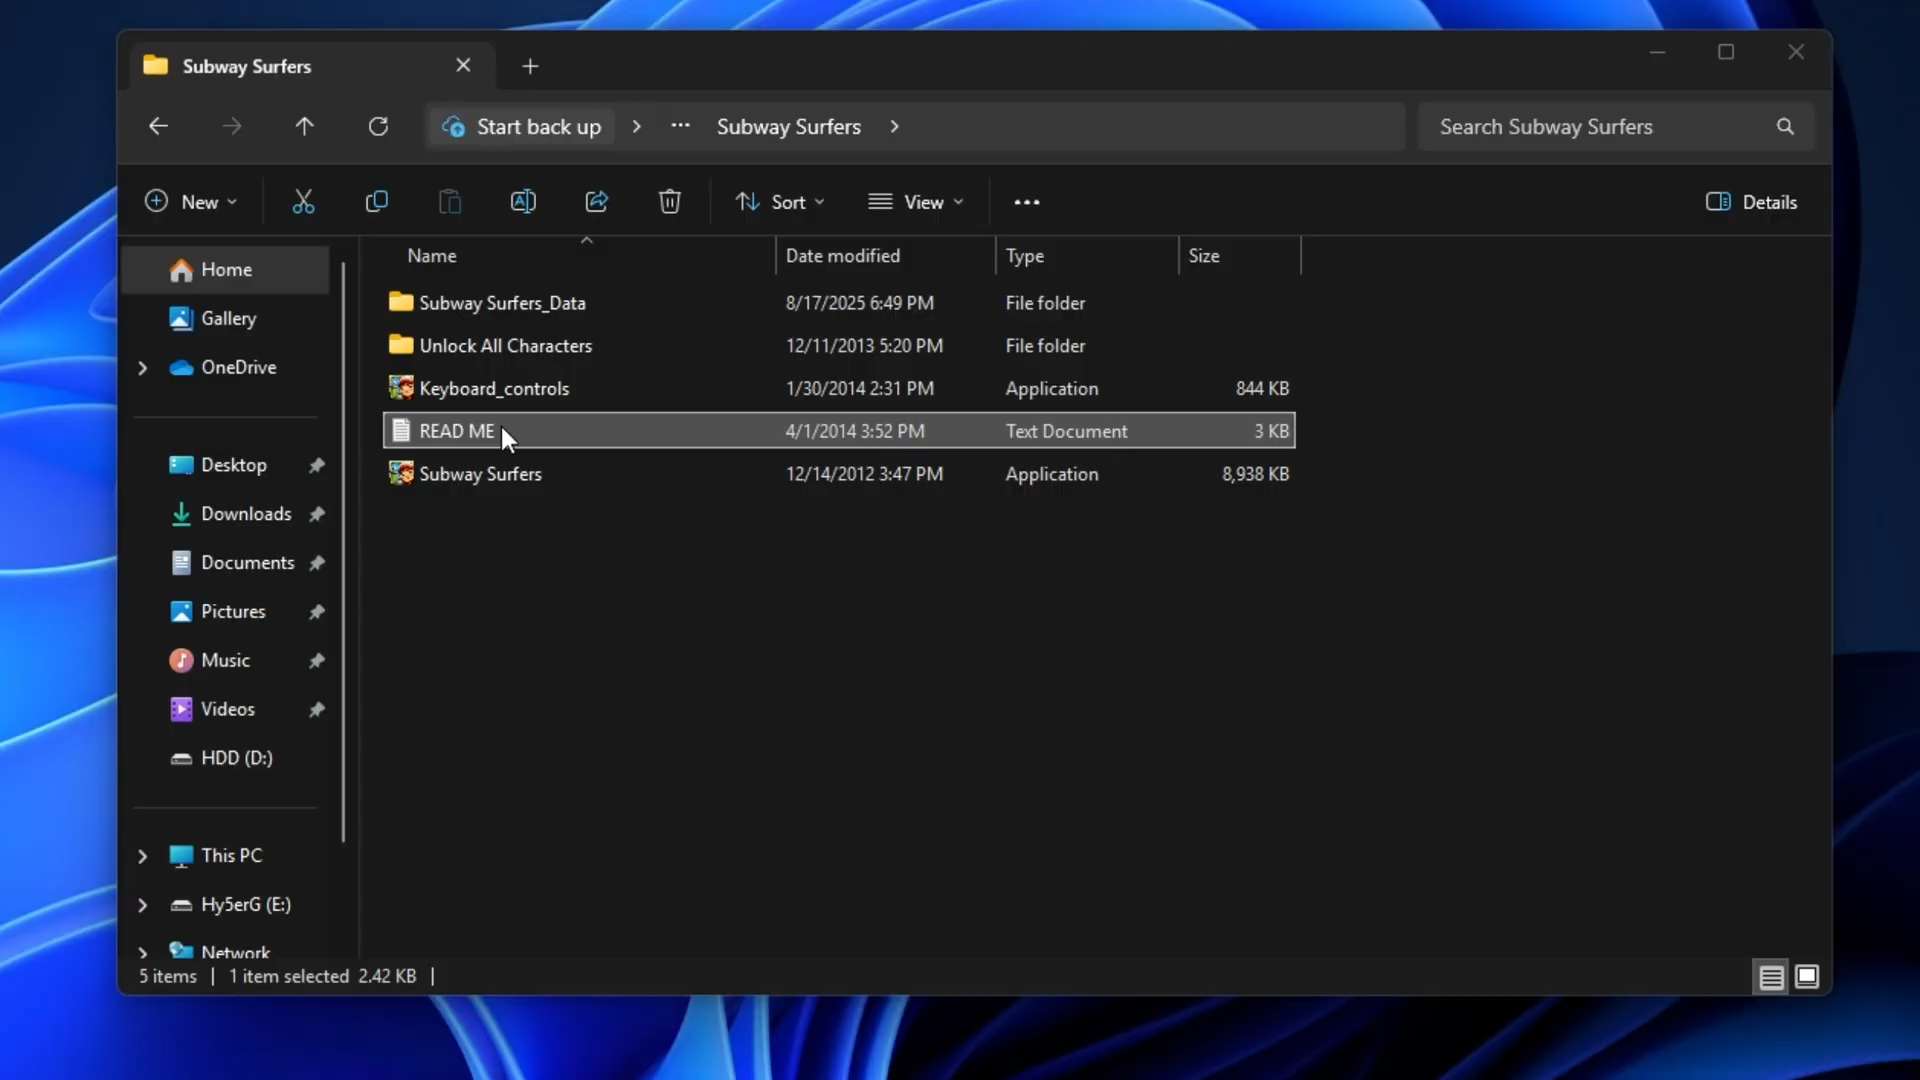 Subway Surfers
Start back up > ··· Subway Surfers >
Search Subway Surfers
New
Sort
View
Details
Name Date modified Type Size
Subway Surfers_Data 8/17/2025 6:49 PM File folder
Unlock All Characters 12/11/2013 5:20 PM File folder
Keyboard_controls 1/30/2014 2:31 PM Application 844 KB
READ ME 4/1/2014 3:52 PM Text Document 3 KB
Subway Surfers 12/14/2012 3:47 PM Application 8,938 KB
Home
Gallery
OneDrive
Desktop
Downloads
Documents
Pictures
Music
Videos
HDD (D:)
This PC
Hy5erG (E:)
Network
5 items | 1 item selected 2.42 KB |